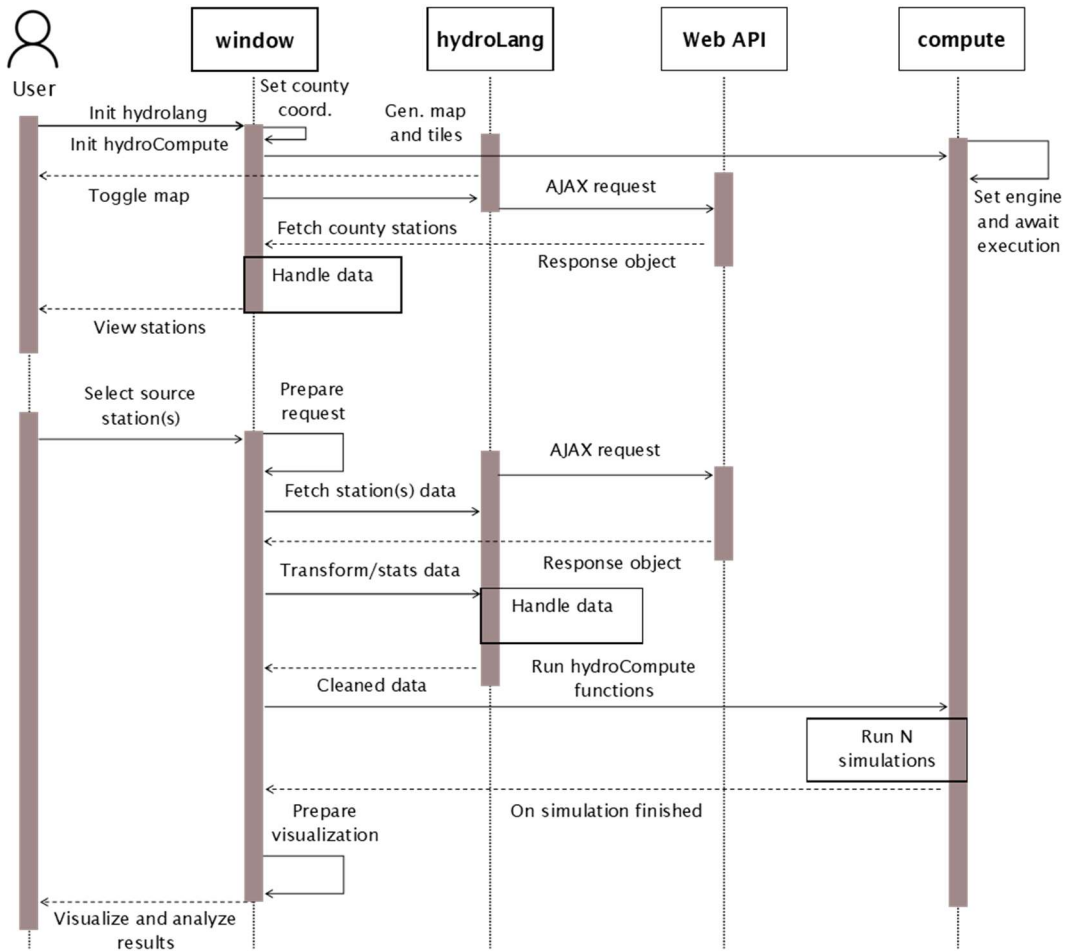 User
window
hydroLang
Web API
compute
Set county
coord.
Init hydrolang
Init hydroCompute
Gen. map
and tiles
AJAX request
Toggle map
Set engine
and await
execution
Fetch county stations
Response object
Handle data
View stations
Select source
station(s)
Prepare
request
AJAX request
Fetch station(s) data
Response object
Transform/stats data
Handle data
Run hydroCompute
functions
Cleaned data
Run N
simulations
On simulation finished
Prepare
visualization
Visualize and analyze
results